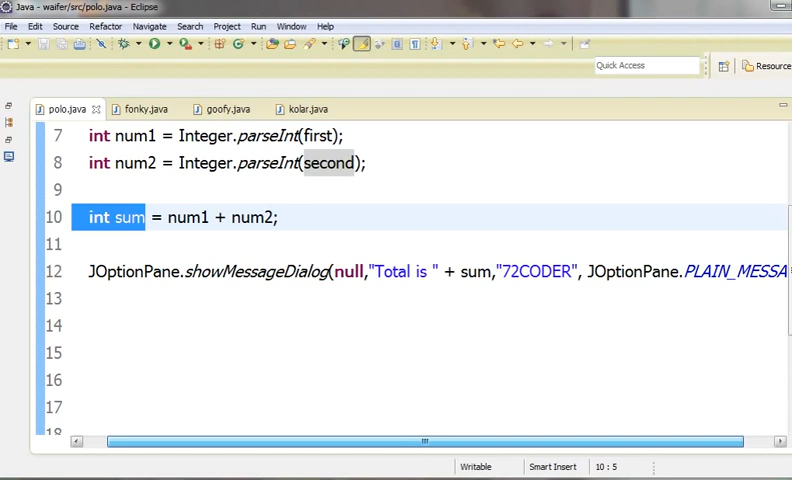 Java - waifer/src/polo.java - Eclipse
File Edit Source Refactor Navigate Search Project Run Window Help
Quick Access
Resource
polo.java fonky.java goofy.java kolar.java
7 int num1 = Integer.parseInt(first);
8 int num2 = Integer.parseInt(second);
9
10 int sum = num1 + num2;
11
12 JOptionPane.showMessageDialog(null,"Total is " + sum,"72CODER", JOptionPane.PLAIN_MESSA
13
14
15
16
17
18
Writable Smart Insert 10 : 5